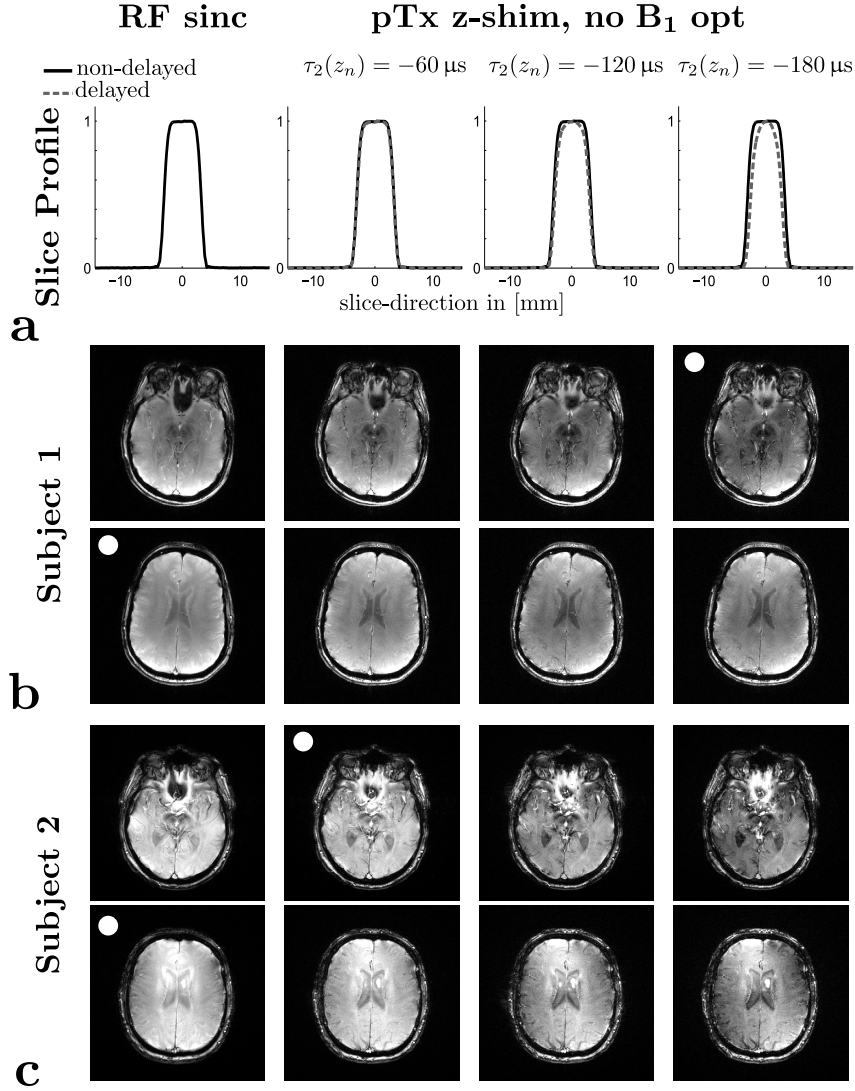 RF sinc
pTx z-shim, no B₁ opt
non-delayed
delayed
τ₂(zₙ) = −60 µs
τ₂(zₙ) = −120 µs
τ₂(zₙ) = −180 µs
Slice Profile
1
0
−10 0 10
1
0
−10 0 10
1
0
−10 0 10
1
0
−10 0 10
slice-direction in [mm]
a
Subject 1
b
Subject 2
c